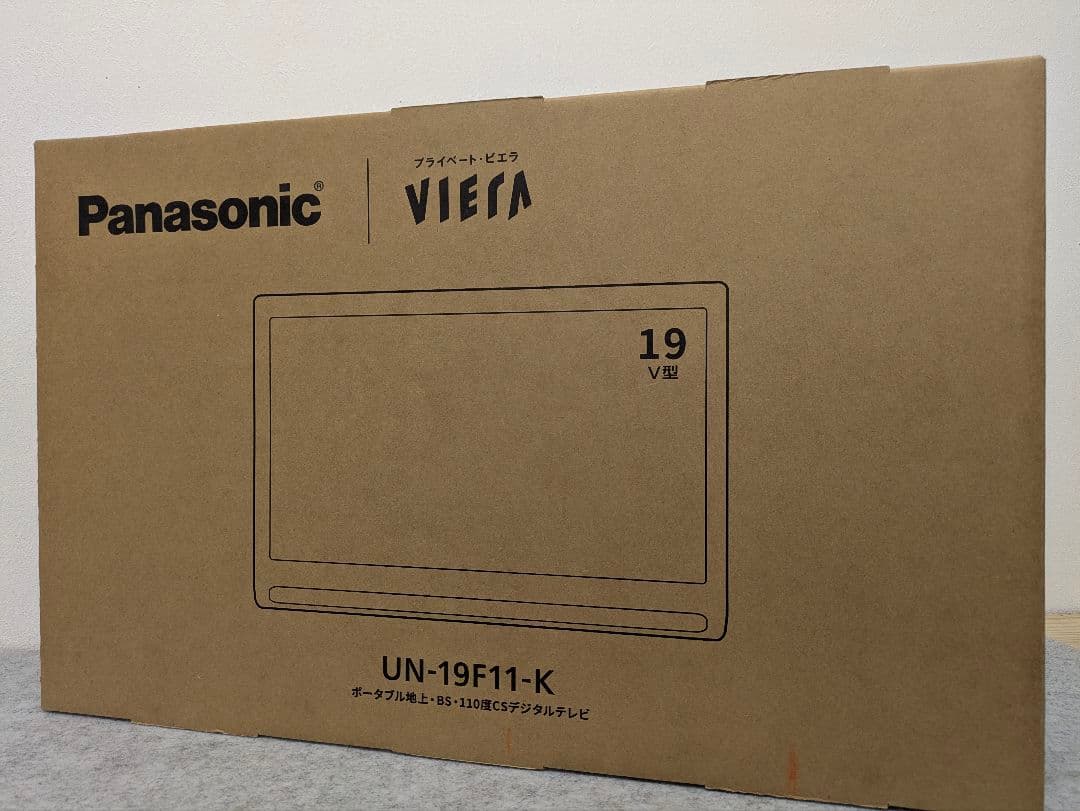 Panasonic®
プライベート・ビエラ
VIErA
19
V型
UN-19F11-K
ポータブル地上・BS・110度CSデジタルテレビ